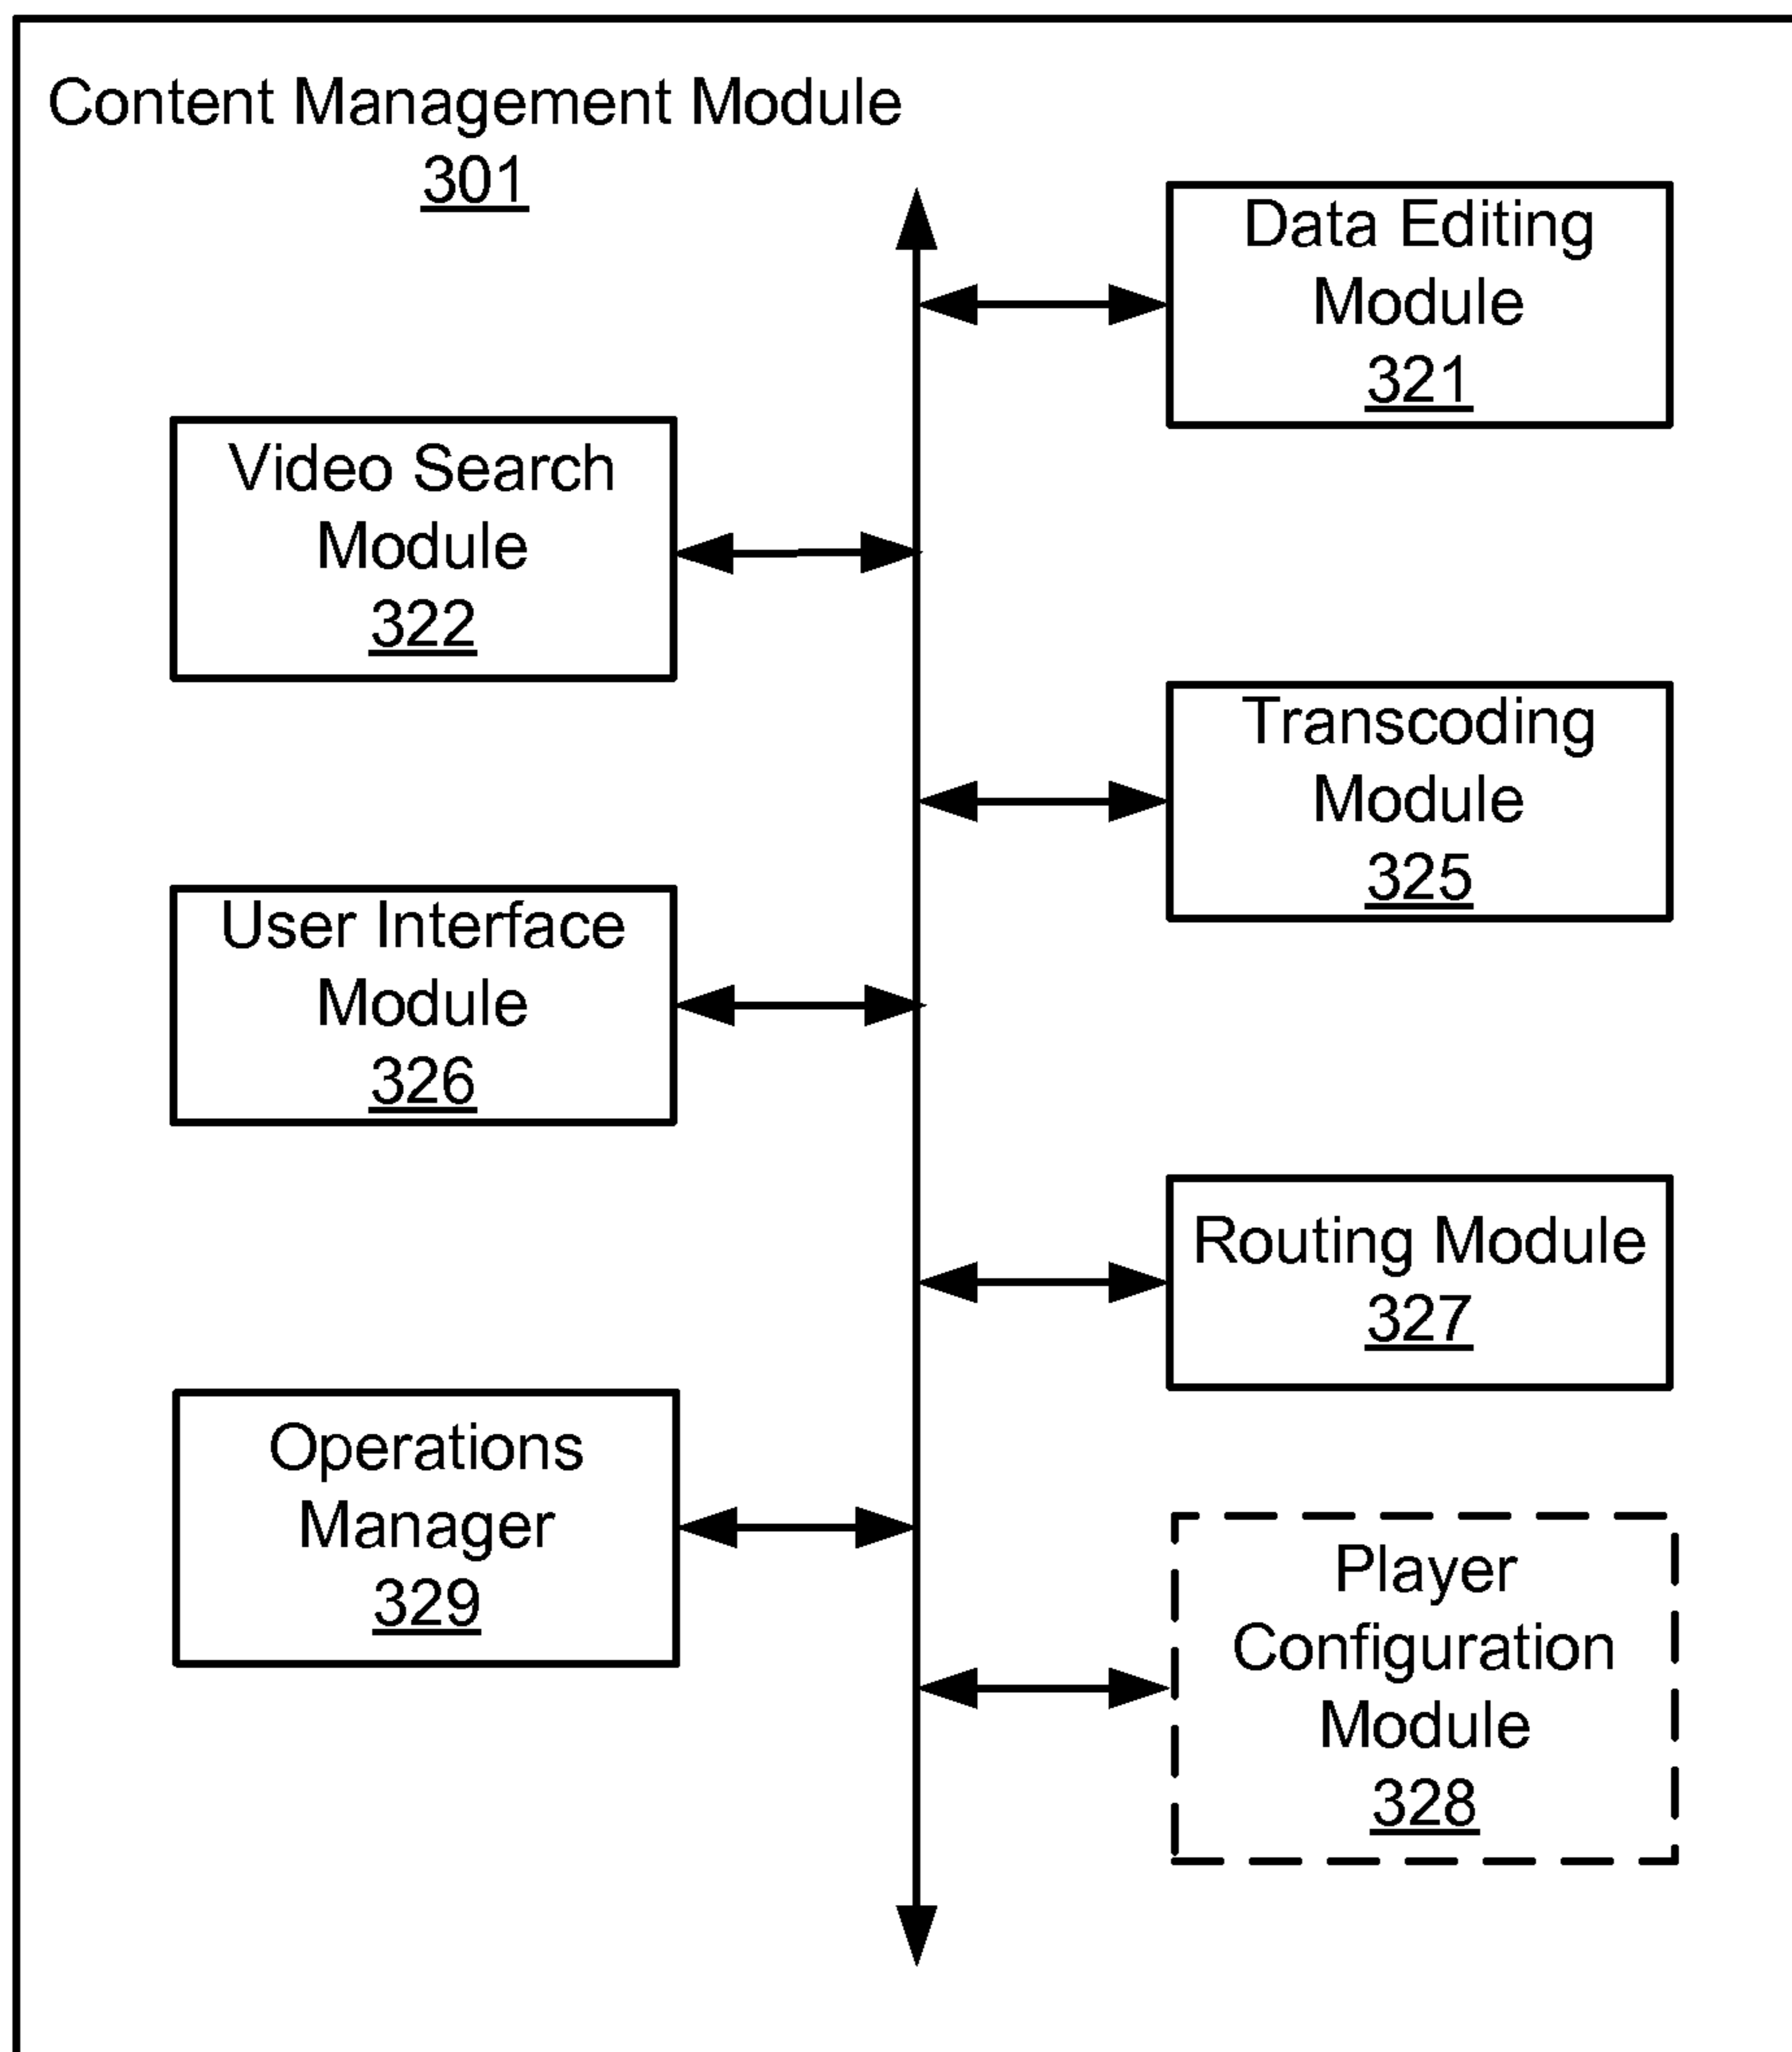 Content Management Module
301
Data Editing
Module
321
Video Search
Module
322
Transcoding
Module
325
User Interface
Module
326
Routing Module
327
Operations
Manager
329
Player
Configuration
Module
328